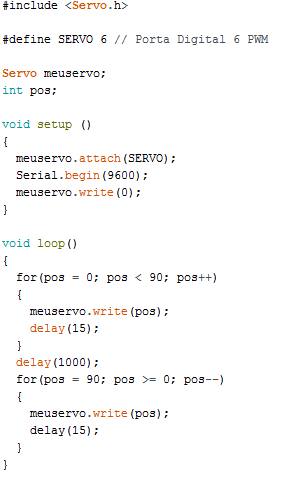 #include <Servo.h>

#define SERVO 6 // Porta Digital 6 PWM

Servo meuservo;
int pos;

void setup ()
{
  meuservo.attach(SERVO);
  Serial.begin(9600);
  meuservo.write(0);
}

void loop()
{
  for(pos = 0; pos < 90; pos++)
  {
    meuservo.write(pos);
    delay(15);
  }
  delay(1000);
  for(pos = 90; pos >= 0; pos--)
  {
    meuservo.write(pos);
    delay(15);
  }
}